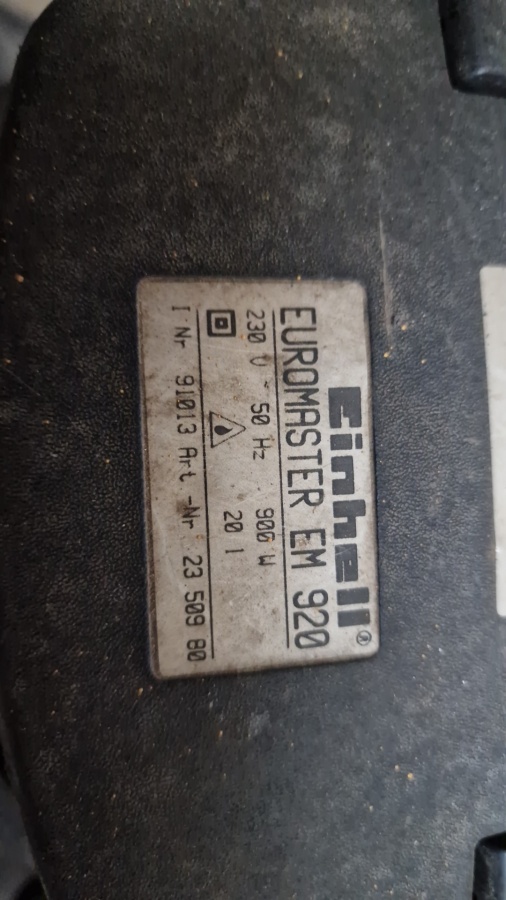 Einhell®
EUROMASTER EM 920
230 V ~ 50 Hz 900 W
20 l
I Nr 91013 Art -Nr 23 509 80